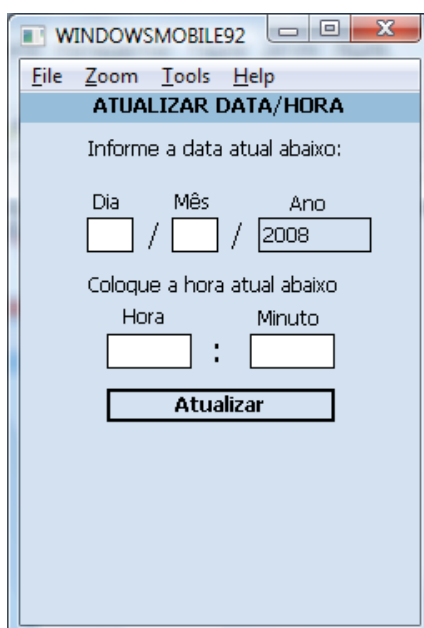 WINDOWSMOBILE92
File Zoom Tools Help
ATUALIZAR DATA/HORA
Informe a data atual abaixo:
Dia Mês Ano
/ / 2008
Coloque a hora atual abaixo
Hora Minuto
:
Atualizar